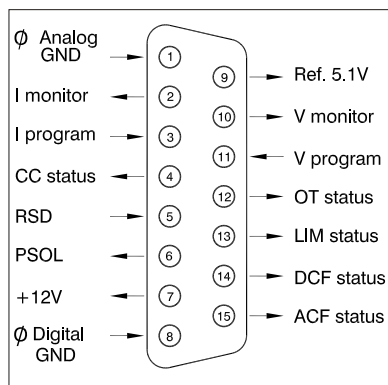 ϕ Analog
GND
1
I monitor
2
I program
3
CC status
4
RSD
5
PSOL
6
+12V
7
ϕ Digital
GND
8
9
Ref. 5.1V
10
V monitor
11
V program
12
OT status
13
LIM status
14
DCF status
15
ACF status